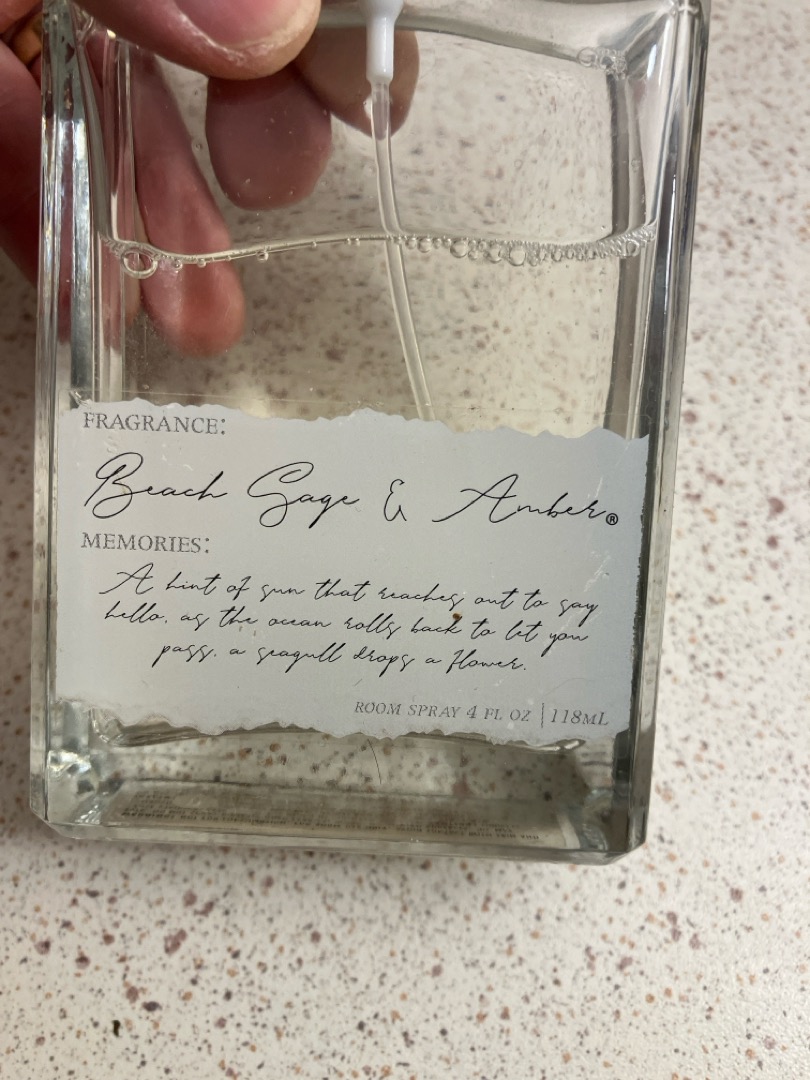 FRAGRANCE:
Beach Sage & Amber®
MEMORIES:
A hint of sun that reaches out to say
hello. as the ocean rolls back to let you
pass. a seagull drops a flower.
ROOM SPRAY 4 FL OZ | 118ML